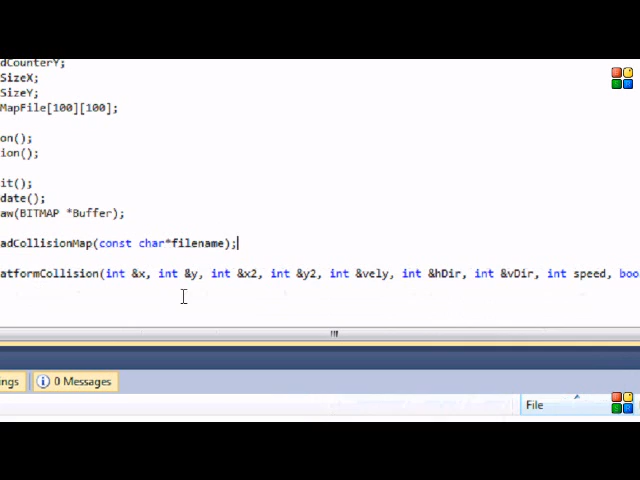 dCounterY;
SizeX;
SizeY;
MapFile[100][100];
on();
ion();
it();
date();
aw(BITMAP *Buffer);
adCollisionMap(const char*filename);
atformCollision(int &x, int &y, int &x2, int &y2, int &vely, int &hDir, int &vDir, int speed, boo
ngs
0 Messages
File